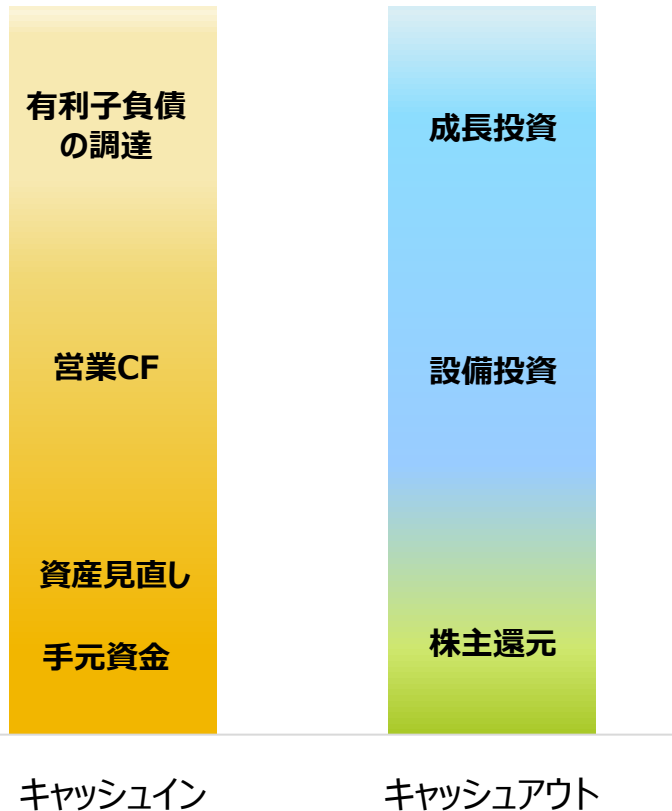 有利子負債
の調達
営業CF
資産見直し
手元資金
キャッシュイン
成長投資
設備投資
株主還元
キャッシュアウト